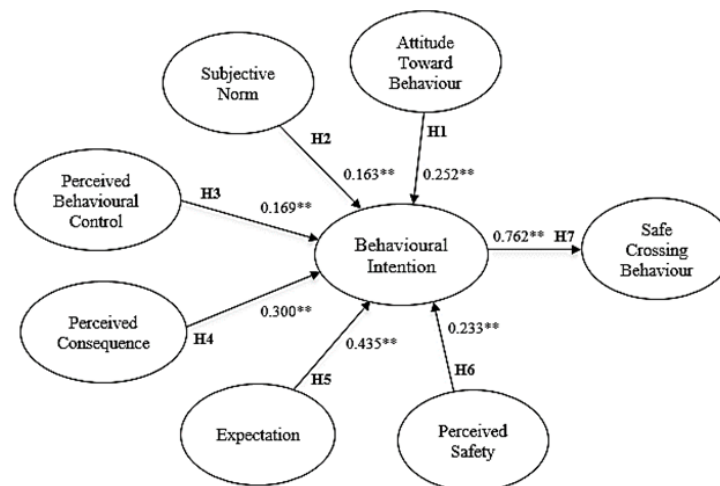 Attitude
Toward
Behaviour
Subjective
Norm
H2
H1
0.163**
0.252**
Perceived
Behavioural
Control
H3
0.169**
Behavioural
Intention
0.762**
H7
Safe
Crossing
Behaviour
Perceived
Consequence
H4
0.300**
0.435**
H5
0.233**
H6
Expectation
Perceived
Safety